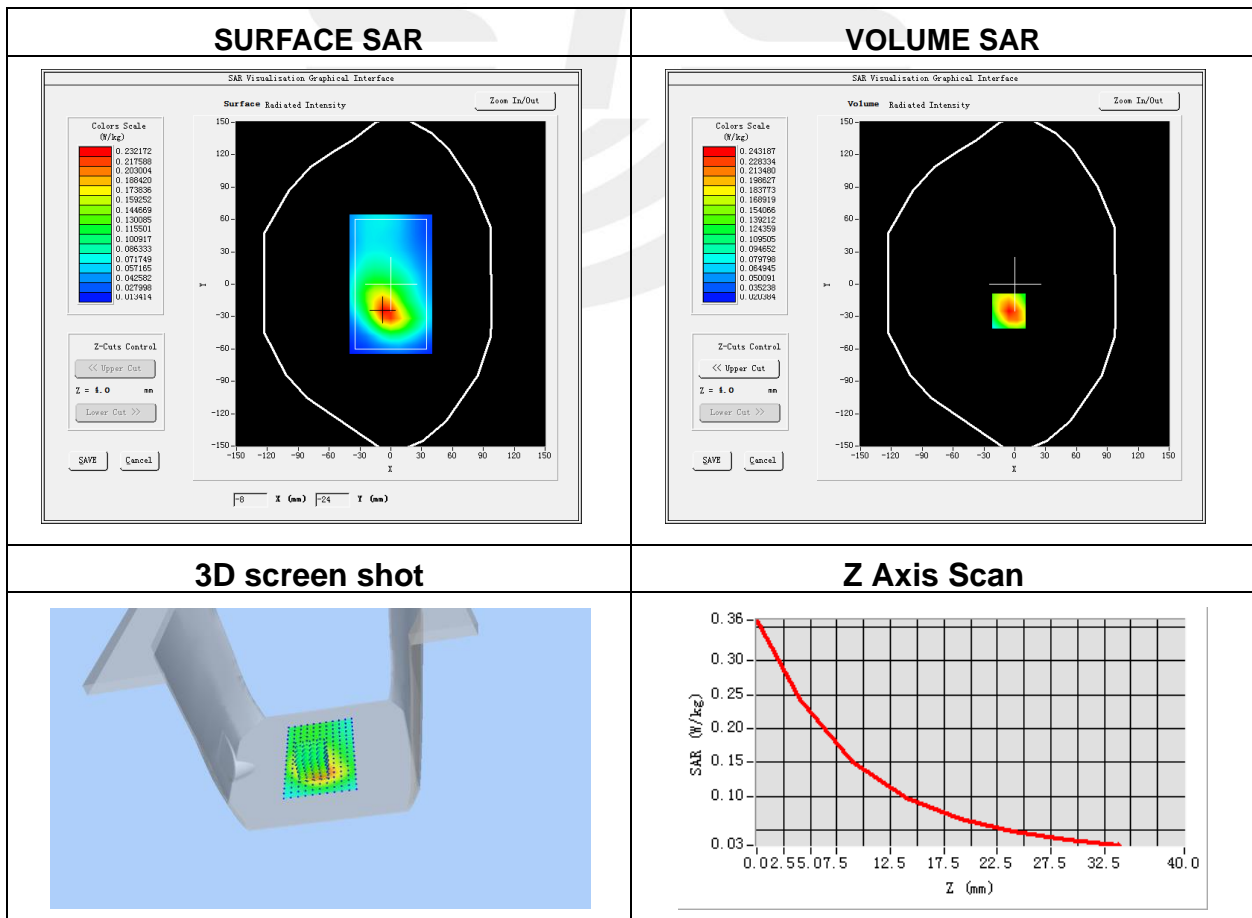 SURFACE SAR
SAR Visualisation Graphical Interface
Surface Radiated Intensity
Zoom In/Out
Colors Scale
(W/kg)
0.232172
0.217588
0.203004
0.188420
0.173836
0.159252
0.144669
0.130085
0.115501
0.100917
0.086333
0.071749
0.057165
0.042582
0.027998
0.013414
Z-Cuts Control
<< Upper Cut
Z = 4.0 mm
Lower Cut >>
SAVE Cancel
150
120
90
60
30
0
-30
-60
-90
-120
-150
Y
-150 -120 -90 -60 -30 0 30 60 90 120 150
X
-8 X (mm) -24 Y (mm)
VOLUME SAR
SAR Visualisation Graphical Interface
Volume Radiated Intensity
Zoom In/Out
Colors Scale
(W/kg)
0.243187
0.228334
0.213480
0.198627
0.183773
0.168919
0.154066
0.139212
0.124359
0.109505
0.094652
0.079798
0.064945
0.050091
0.035238
0.020384
Z-Cuts Control
<< Upper Cut
Z = 4.0 mm
Lower Cut >>
SAVE Cancel
150
120
90
60
30
0
-30
-60
-90
-120
-150
Y
-150 -120 -90 -60 -30 0 30 60 90 120 150
X
3D screen shot
Z Axis Scan
0.36
0.30
0.25
0.20
0.15
0.10
0.03
SAR (W/kg)
0.0 2.5 5.0 7.5 12.5 17.5 22.5 27.5 32.5 40.0
Z (mm)